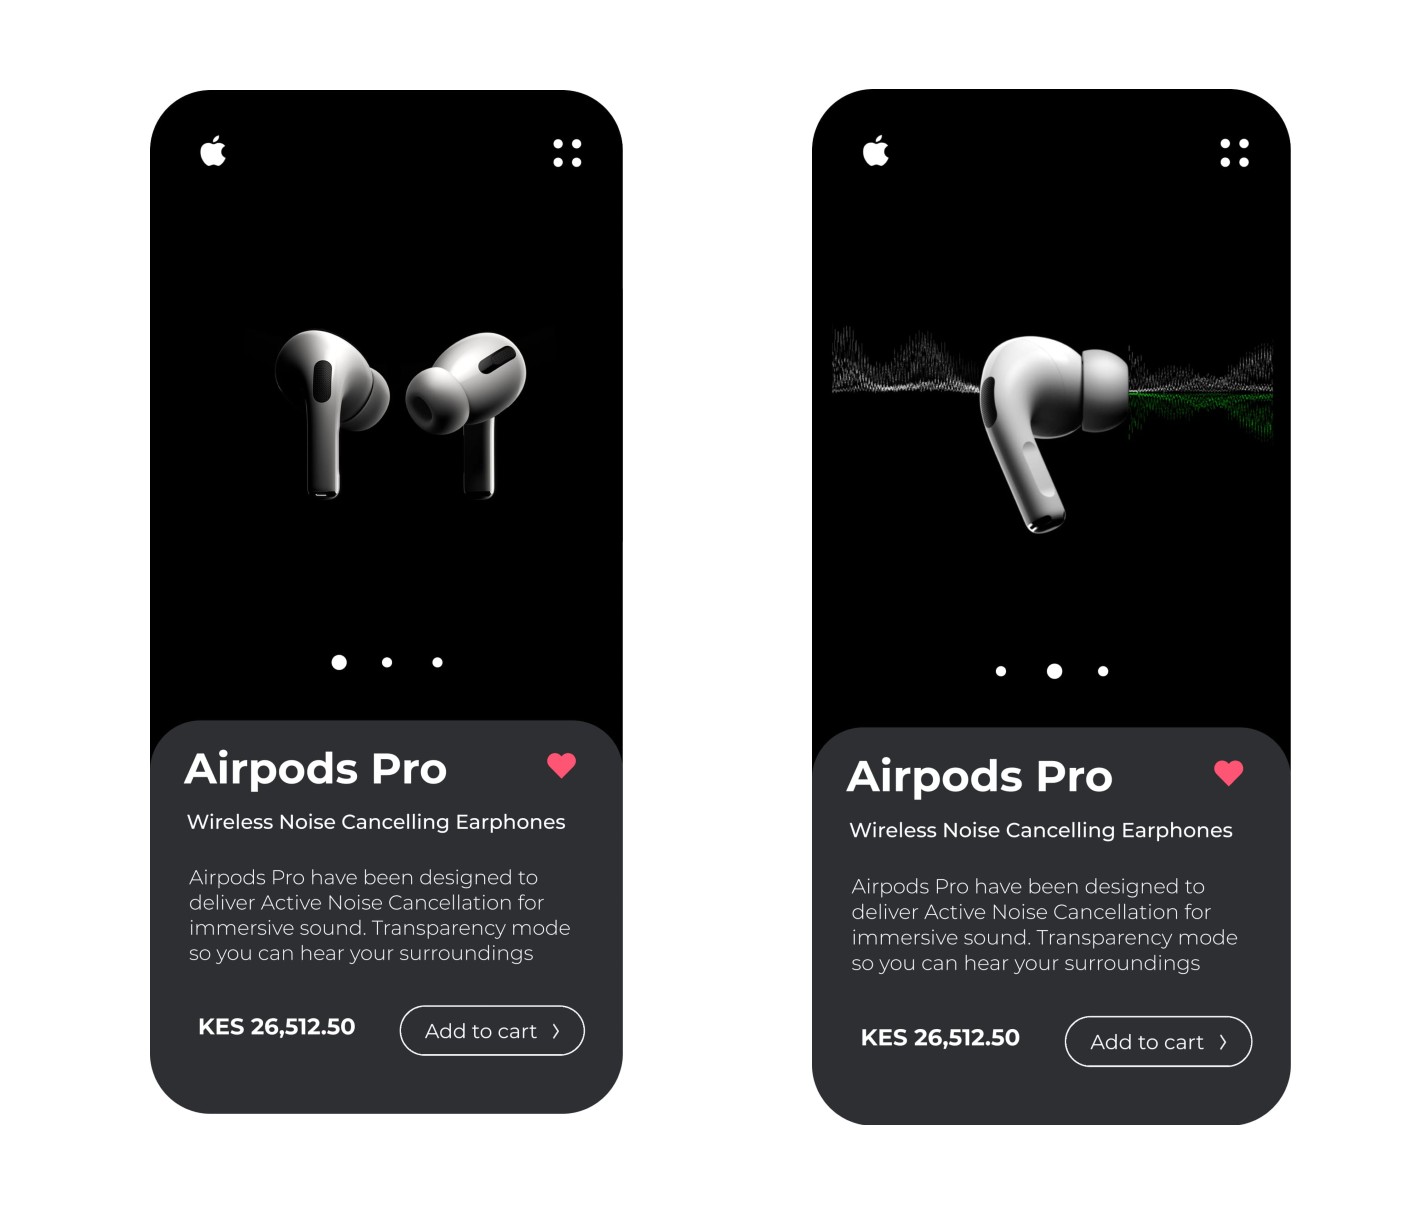 Airpods Pro
Wireless Noise Cancelling Earphones
Airpods Pro have been designed to
deliver Active Noise Cancellation for
immersive sound. Transparency mode
so you can hear your surroundings
KES 26,512.50
Add to cart
Airpods Pro
Wireless Noise Cancelling Earphones
Airpods Pro have been designed to
deliver Active Noise Cancellation for
immersive sound. Transparency mode
so you can hear your surroundings
KES 26,512.50
Add to cart